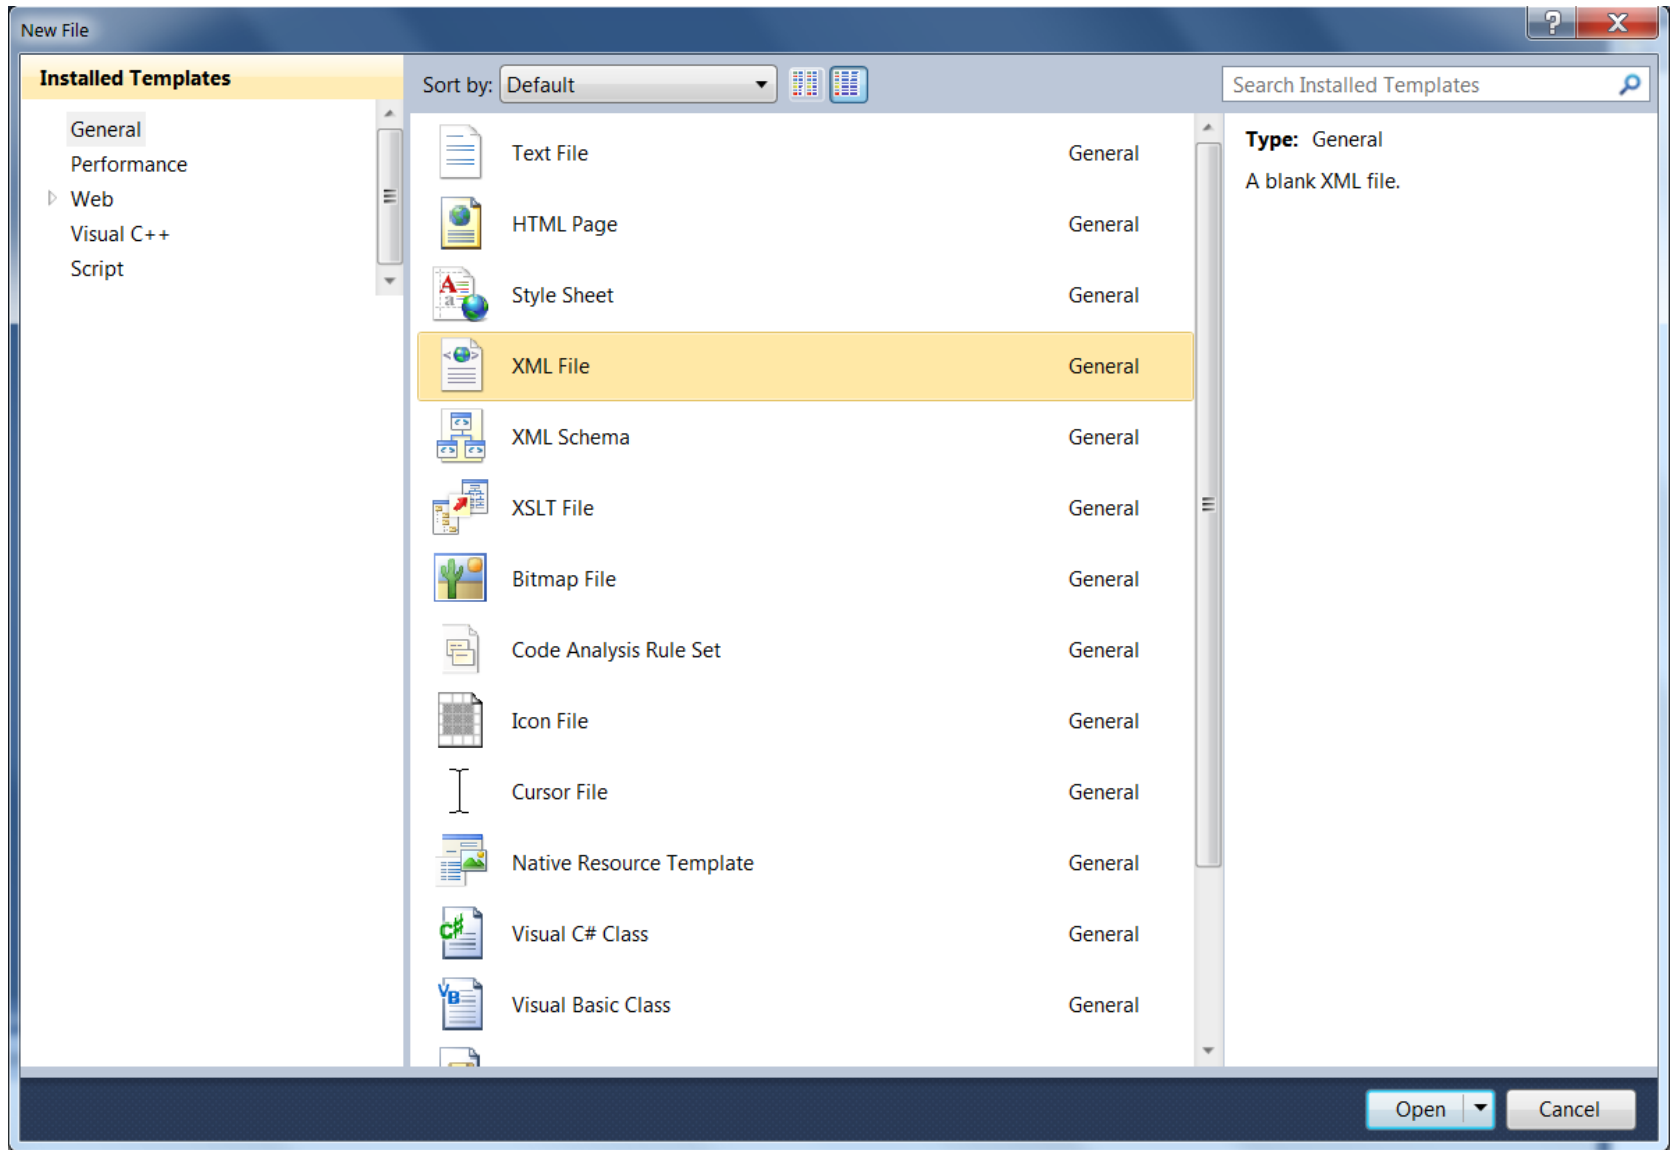 New File
Installed Templates
General
Performance
Web
Visual C++
Script
Sort by: Default
Search Installed Templates
Text File General
HTML Page General
Style Sheet General
XML File General
XML Schema General
XSLT File General
Bitmap File General
Code Analysis Rule Set General
Icon File General
Cursor File General
Native Resource Template General
Visual C# Class General
Visual Basic Class General
Type: General
A blank XML file.
Open
Cancel